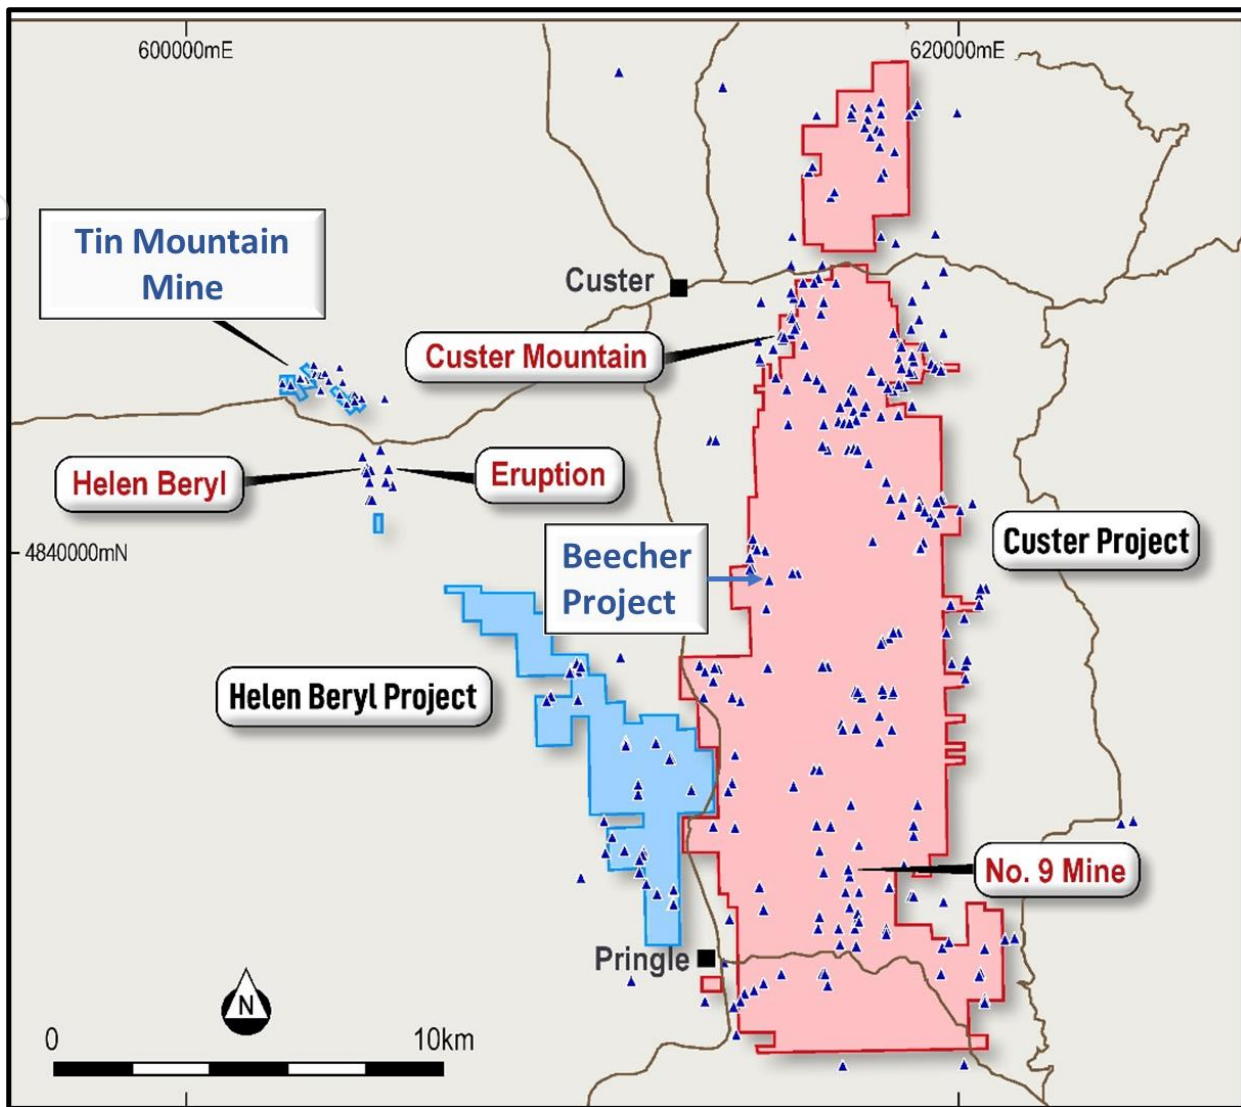 600000mE
620000mE
Tin Mountain
Mine
Custer
Custer Mountain
Helen Beryl
Eruption
4840000mN
Beecher
Project
Custer Project
Helen Beryl Project
No. 9 Mine
Pringle
N
0
10km